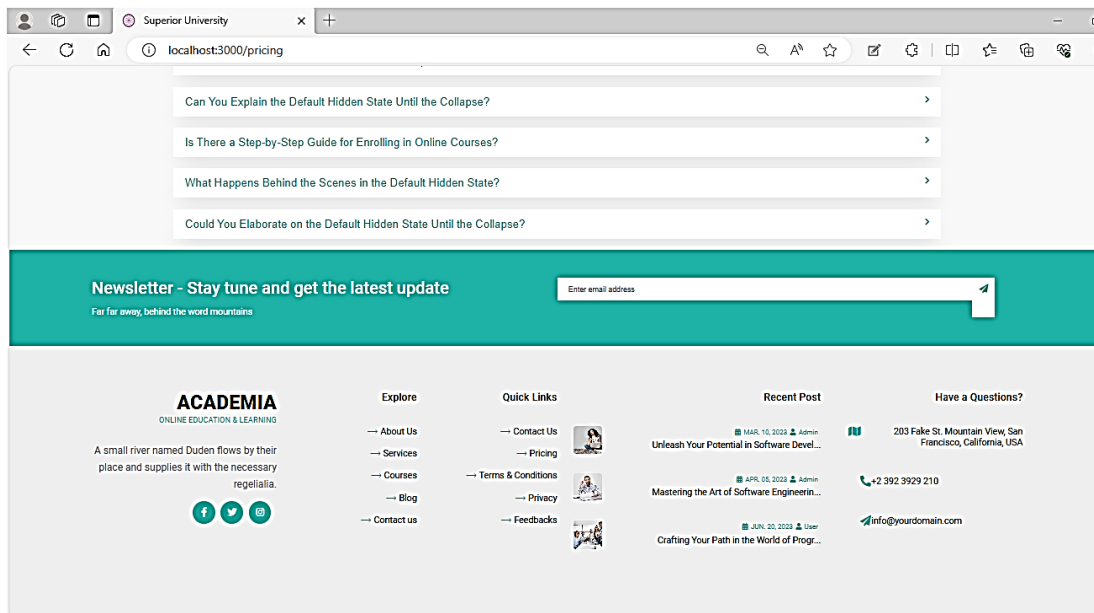 Superior University
localhost:3000/pricing
Can You Explain the Default Hidden State Until the Collapse?
Is There a Step-by-Step Guide for Enrolling in Online Courses?
What Happens Behind the Scenes in the Default Hidden State?
Could You Elaborate on the Default Hidden State Until the Collapse?
Newsletter - Stay tune and get the latest update
Far far away, behind the word mountains
Enter email address
ACADEMIA
ONLINE EDUCATION & LEARNING
A small river named Duden flows by their
place and supplies it with the necessary
regelialia.
Explore
→ About Us
→ Services
→ Courses
→ Blog
→ Contact us
Quick Links
→ Contact Us
→ Pricing
→ Terms & Conditions
→ Privacy
→ Feedbacks
Recent Post
MAR. 10, 2023 Admin
Unleash Your Potential in Software Devel...
APR. 05, 2023 Admin
Mastering the Art of Software Engineerin...
JUN. 20, 2023 User
Crafting Your Path in the World of Progr...
Have a Questions?
203 Fake St. Mountain View, San
Francisco, California, USA
+2 392 3929 210
info@yourdomain.com